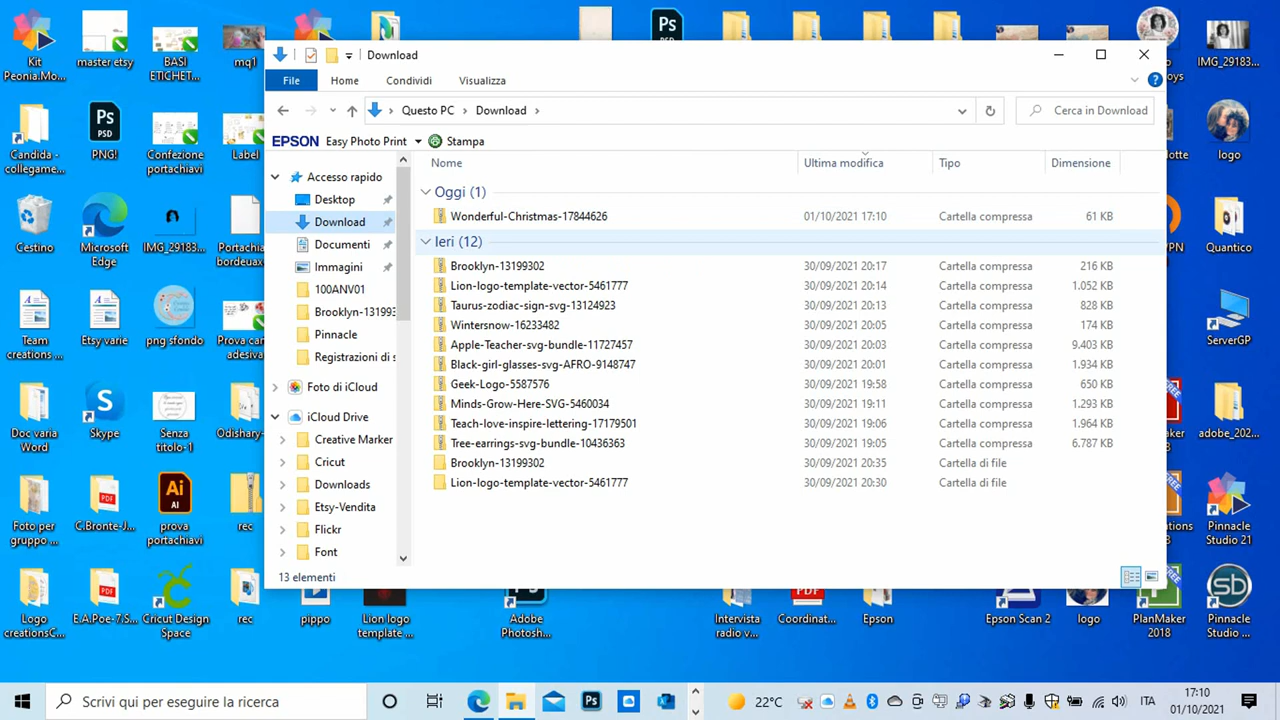 Download
File Home Condividi Visualizza
Questo PC Download
Cerca in Download
EPSON Easy Photo Print Stampa
Nome Ultima modifica Tipo Dimensione
Accesso rapido
Desktop
Download
Documenti
Immagini
100ANV01
Brooklyn-13199
Pinnacle
Registrazioni di s
Foto di iCloud
iCloud Drive
Creative Marker
Cricut
Downloads
Etsy-Vendita
Flickr
Font
Oggi (1)
Wonderful-Christmas-17844626 01/10/2021 17:10 Cartella compressa 61 KB
Ieri (12)
Brooklyn-13199302 30/09/2021 20:17 Cartella compressa 216 KB
Lion-logo-template-vector-5461777 30/09/2021 20:14 Cartella compressa 1.052 KB
Taurus-zodiac-sign-svg-13124923 30/09/2021 20:13 Cartella compressa 828 KB
Wintersnow-16233482 30/09/2021 20:05 Cartella compressa 174 KB
Apple-Teacher-svg-bundle-11727457 30/09/2021 20:03 Cartella compressa 9.403 KB
Black-girl-glasses-svg-AFRO-9148747 30/09/2021 20:01 Cartella compressa 1.934 KB
Geek-Logo-5587576 30/09/2021 19:58 Cartella compressa 650 KB
Minds-Grow-Here-SVG-5460034 30/09/2021 19:11 Cartella compressa 1.293 KB
Teach-love-inspire-lettering-17179501 30/09/2021 19:06 Cartella compressa 1.964 KB
Tree-earrings-svg-bundle-10436363 30/09/2021 19:05 Cartella compressa 6.787 KB
Brooklyn-13199302 30/09/2021 20:35 Cartella di file
Lion-logo-template-vector-5461777 30/09/2021 20:30 Cartella di file
13 elementi
Kit Peonia.Mo...
master etsy
BASI ETICHET...
mq1
Candida - collegame...
PNG!
Confezione portachiavi
Label
Cestino
Microsoft Edge
IMG_29183...
Portachia
bordeaux
Team creations ...
Etsy varie
png sfondo
Prova can
adesiva
Doc varia Word
Skype
Senza titolo-1
Odishary-
Foto per gruppo ...
C.Bronte-J...
prova portachiavi
rec
Logo creationsC...
E.A.Poe-7.S...
Cricut Design Space
rec
pippo
Lion logo template ...
Adobe Photosh...
Intervista radio v...
Coordinat...
Epson
Epson Scan 2
logo
PlanMaker 2018
Pinnacle Studio ...
IMG_29183...
logo
Quantico
ServerGP
adobe_202...
Pinnacle Studio 21
Scrivi qui per eseguire la ricerca
22°C
ITA
17:10
01/10/2021